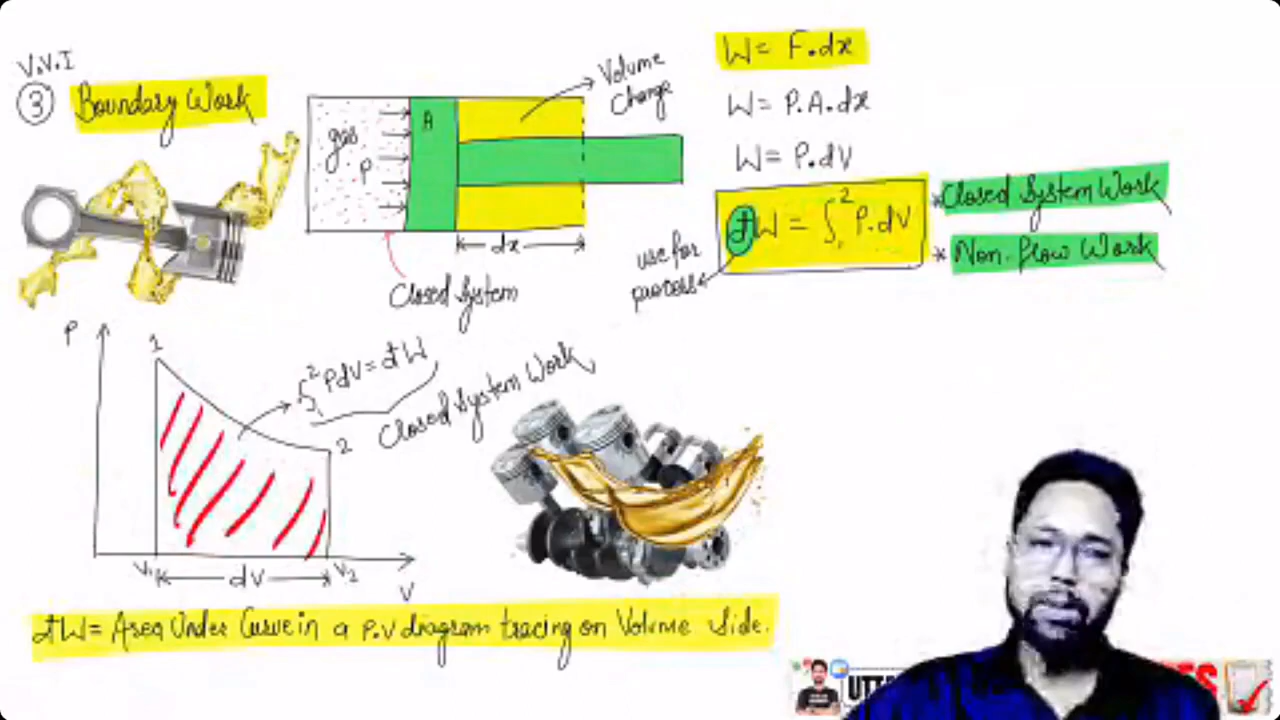 V.V.I
③ Boundary Work
gas
P
A
Volume
Change
dx
Closed System
W = F.dx
W = P.A.dx
W = P.dV
đW = ∫₁² P.dV
use for
process
* Closed System Work
* Non-flow Work
P
1
2
∫₁² PdV = đW
Closed System Work
V₁
dV
V₂
V
đW = Area Under Curve in a P.V diagram tracing on Volume Side.